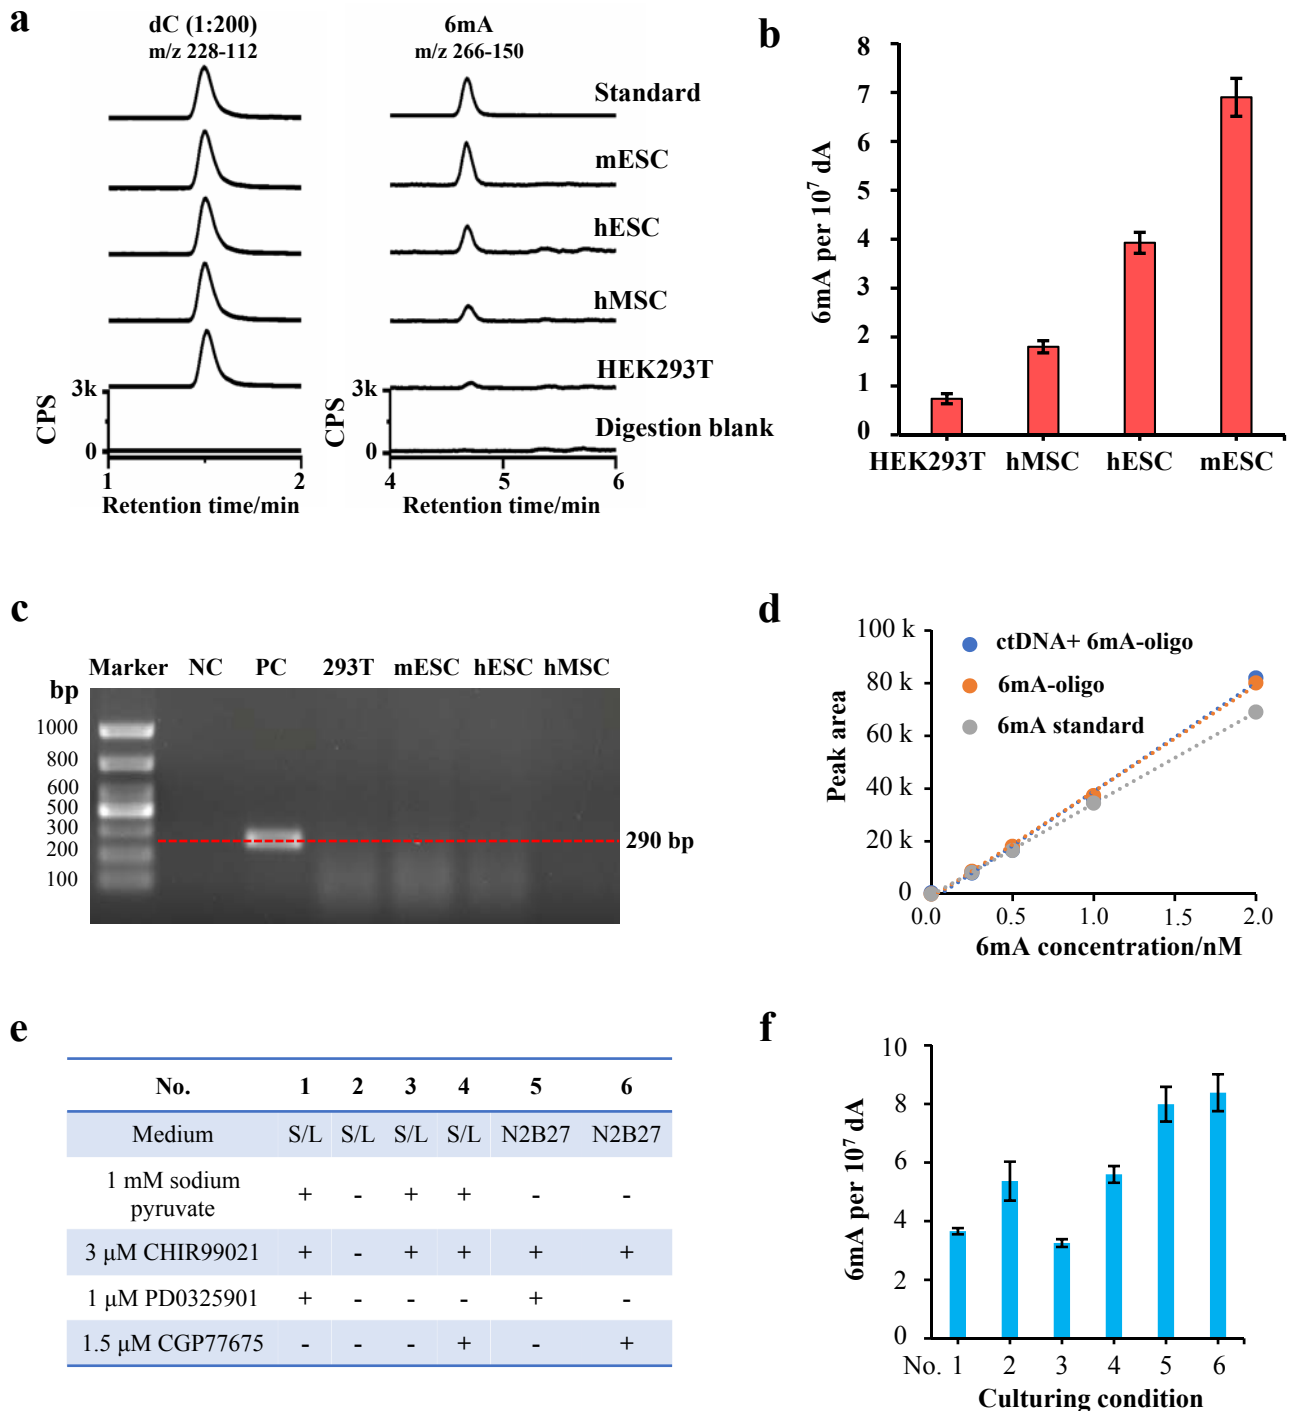 a
dC (1:200)
m/z 228-112
6mA
m/z 266-150
Standard
mESC
hESC
hMSC
HEK293T
Digestion blank
3k
0
CPS
1
2
Retention time/min
3k
0
CPS
4
5
6
Retention time/min
b
6mA per 10⁷ dA
8
7
6
5
4
3
2
1
0
HEK293T hMSC hESC mESC
c
Marker NC PC 293T mESC hESC hMSC
bp
1000
800
600
500
300
200
100
290 bp
d
Peak area
100 k
80 k
60 k
40 k
20 k
0
ctDNA+ 6mA-oligo
6mA-oligo
6mA standard
0.0 0.5 1.0 1.5 2.0
6mA concentration/nM
e
No. 1 2 3 4 5 6
Medium S/L S/L S/L S/L N2B27 N2B27
1 mM sodium
pyruvate + - + + - -
3 μM CHIR99021 + - + + + +
1 μM PD0325901 + - - - + -
1.5 μM CGP77675 - - - + - +
f
6mA per 10⁷ dA
10
8
6
4
2
0
No. 1 2 3 4 5 6
Culturing condition